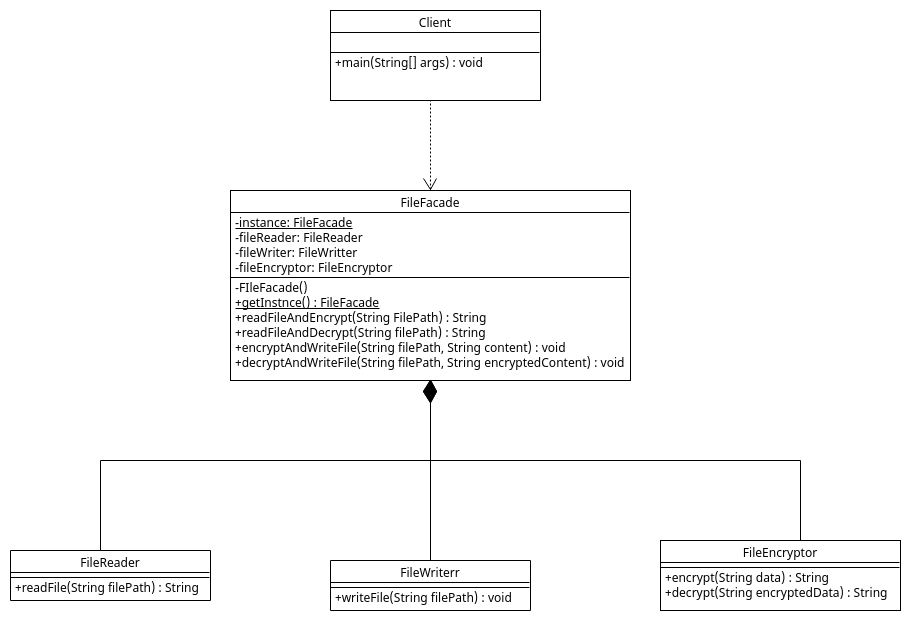 Client
+main(String[] args) : void
FileFacade
-instance: FileFacade
-fileReader: FileReader
-fileWriter: FileWritter
-fileEncryptor: FileEncryptor
-FIleFacade()
+getInstnce() : FileFacade
+readFileAndEncrypt(String FilePath) : String
+readFileAndDecrypt(String filePath) : String
+encryptAndWriteFile(String filePath, String content) : void
+decryptAndWriteFile(String filePath, String encryptedContent) : void
FileReader
+readFile(String filePath) : String
FileWriterr
+writeFile(String filePath) : void
FileEncryptor
+encrypt(String data) : String
+decrypt(String encryptedData) : String